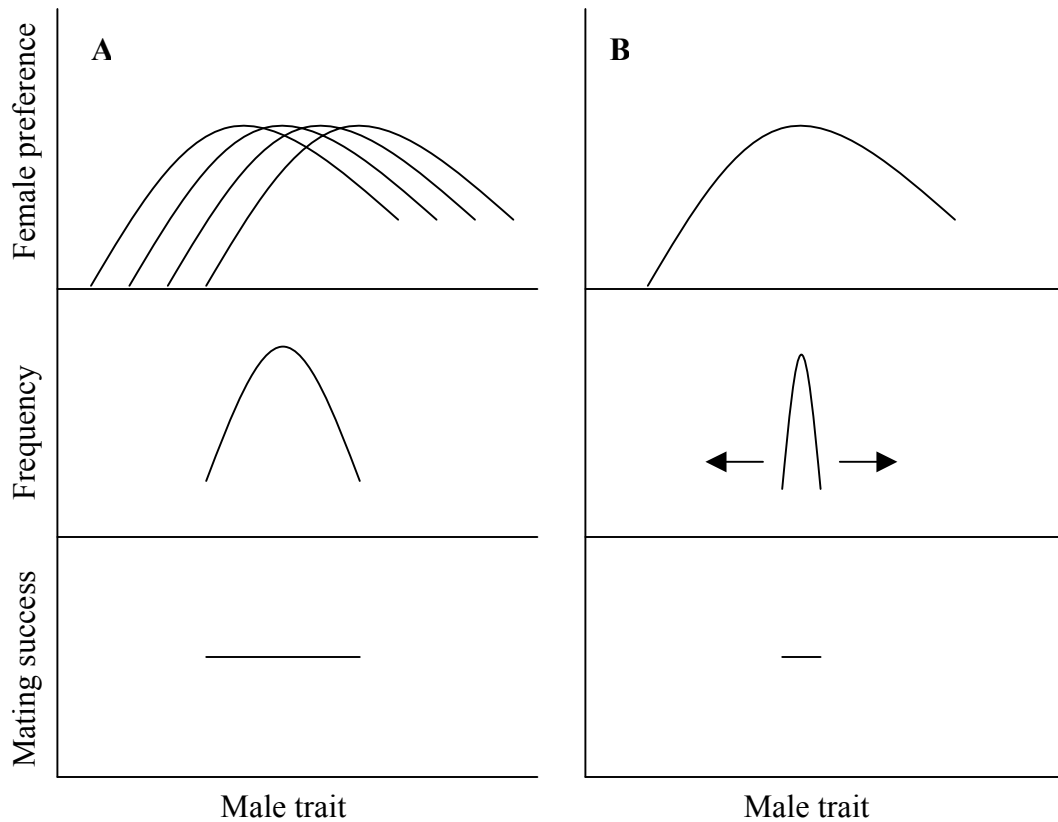 A
B
Female preference
Frequency
Mating success
Male trait
Male trait